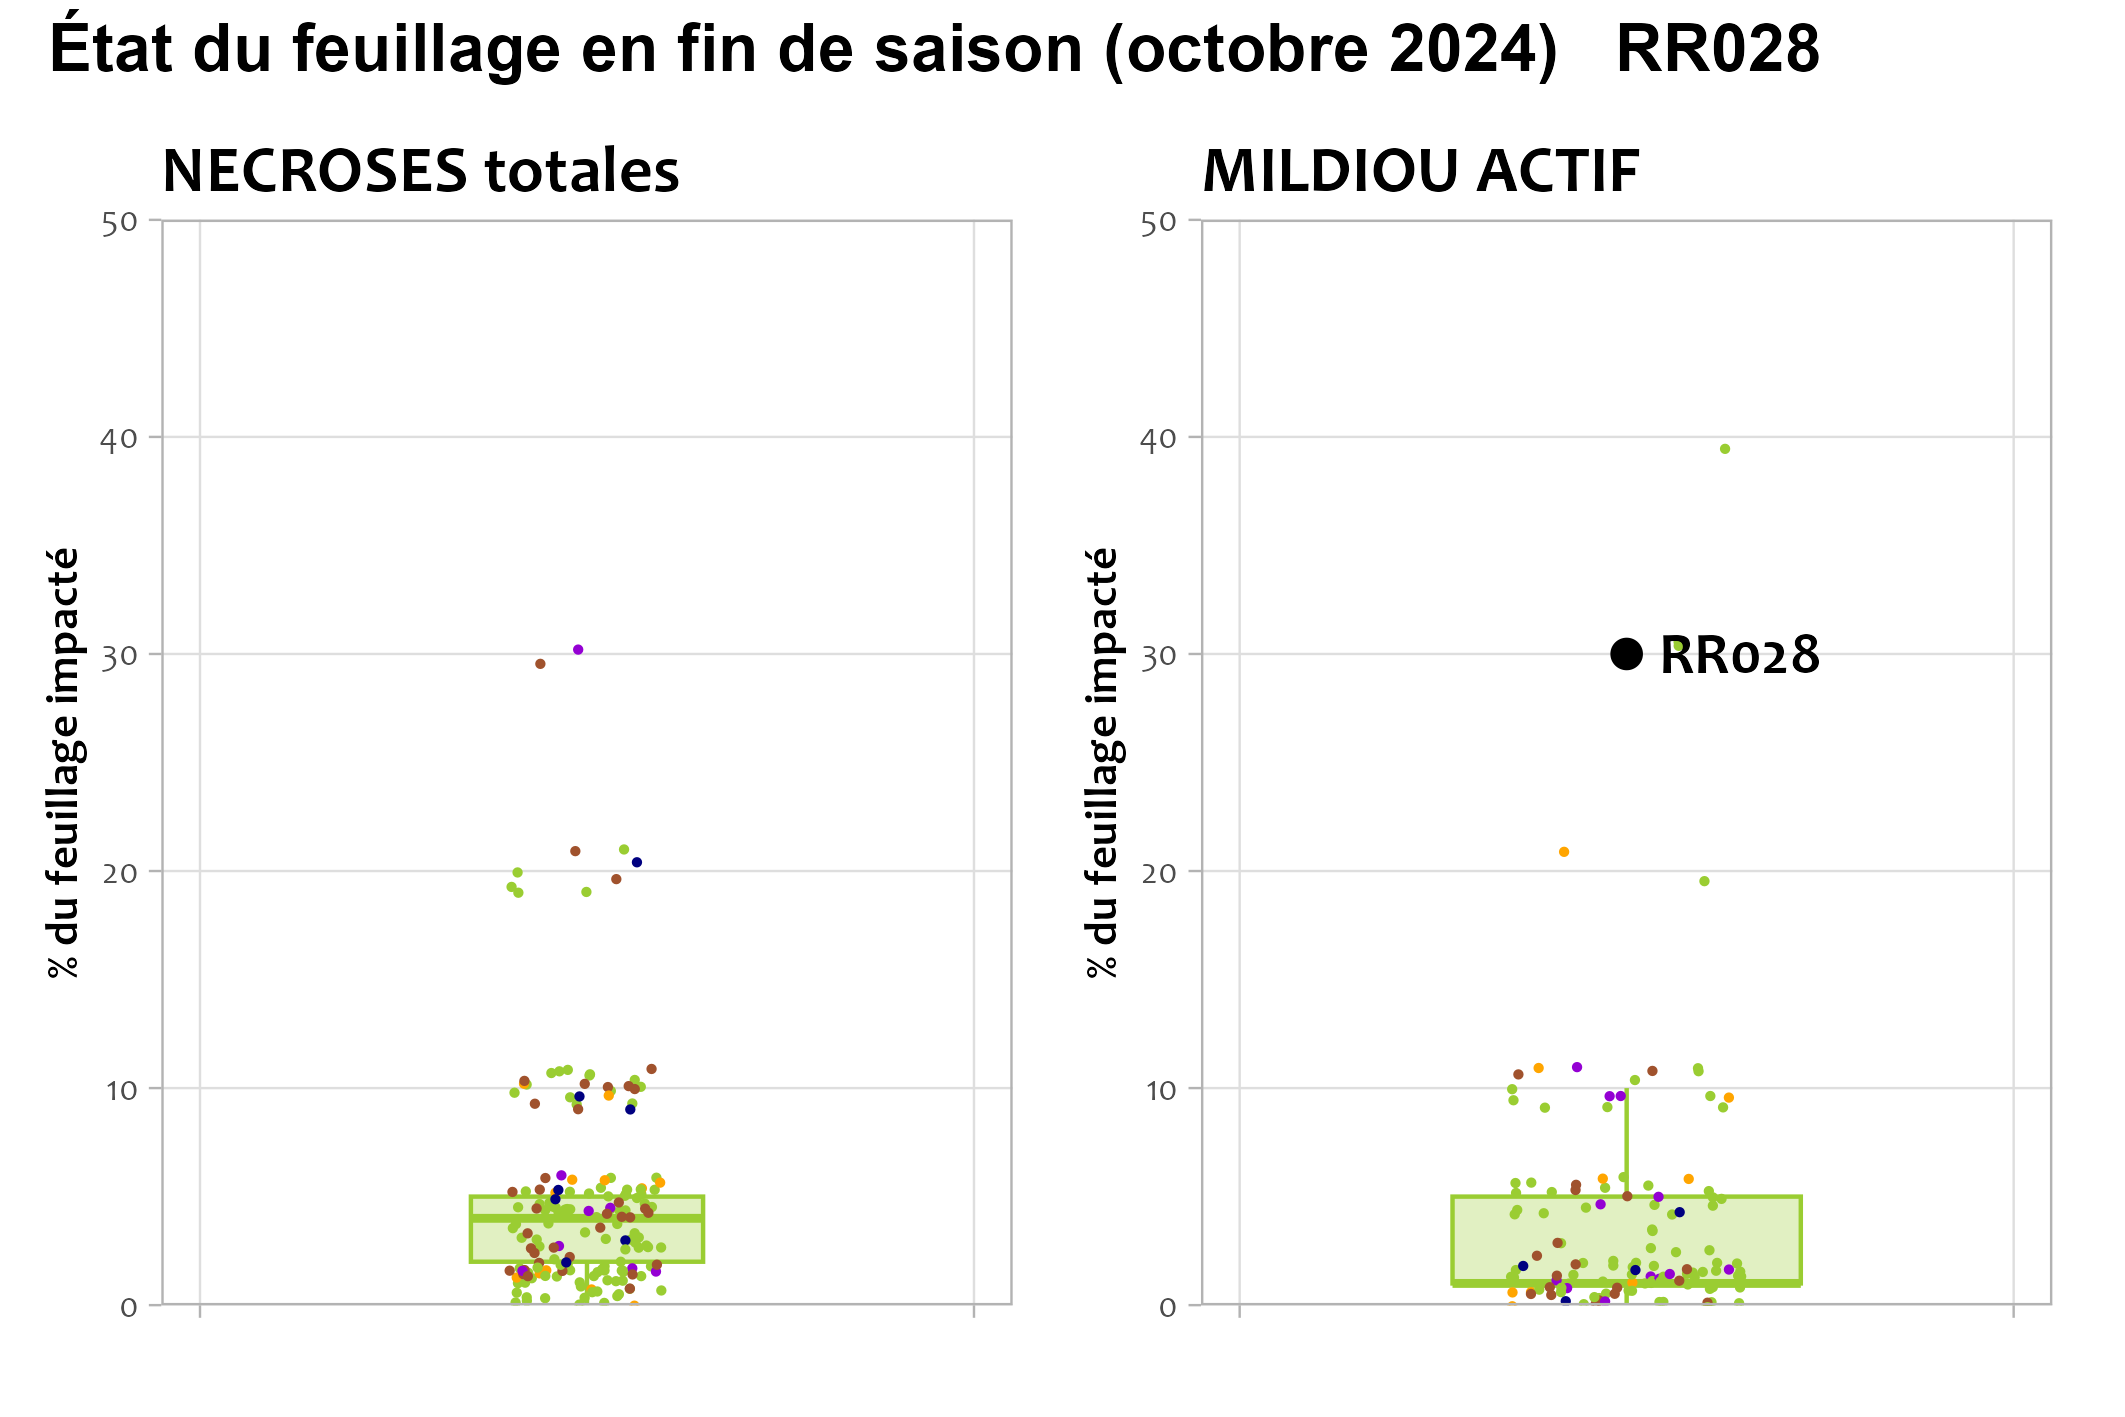 État du feuillage en fin de saison (octobre 2024) RR028
NECROSES totales
% du feuillage impacté
50
40
30
20
10
0
MILDIOU ACTIF
% du feuillage impacté
50
40
30
20
10
0
RR028